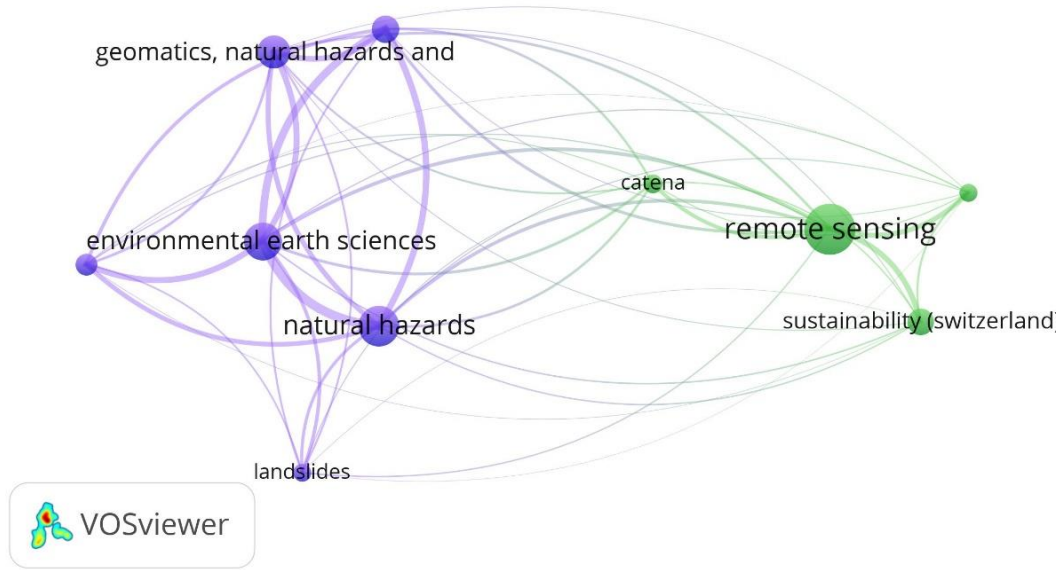 geomatics, natural hazards and
catena
remote sensing
environmental earth sciences
natural hazards
sustainability (switzerland)
landslides
VOSviewer